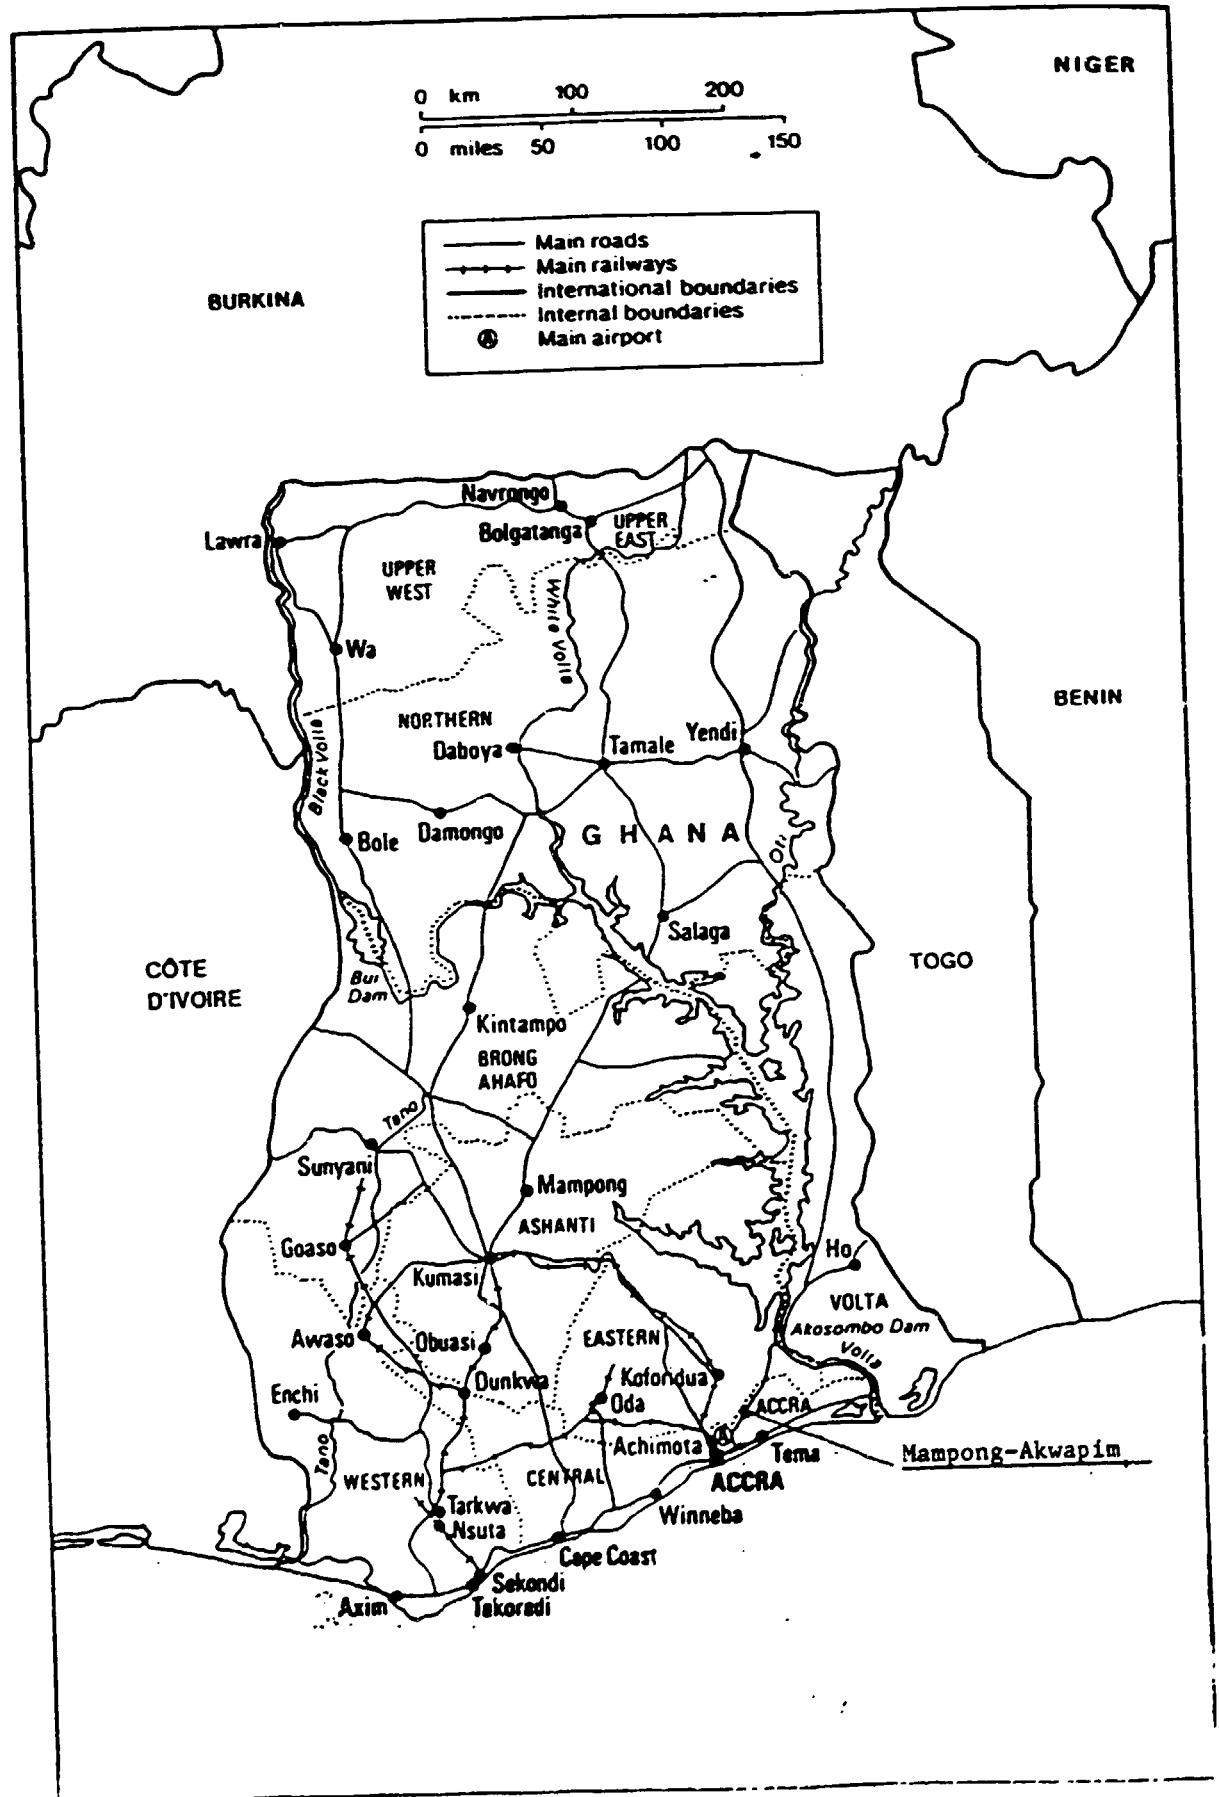 NIGER
0 km 100 200
0 miles 50 100 150
Main roads
Main railways
International boundaries
Internal boundaries
A Main airport
BURKINA
Navrongo
Lawra
Bolgatanga
UPPER
EAST
UPPER
WEST
White Volta
Wa
BENIN
NORTHERN
Black Volta
Daboya
Tamale
Yendi
Bole
Damongo
GHANA
Oti
Salaga
CÔTE
D'IVOIRE
Bui
Dam
TOGO
Kintampo
BRONG
AHAFO
Tano
Sunyani
Mampong
ASHANTI
Goaso
Ho
Kumasi
VOLTA
Akosombo Dam
Volta
Awaso
Obuasi
EASTERN
Kofondua
Dunkwa
Enchi
Oda
ACCRA
Achimota
A
Tema
Mampong-Akwapim
Tano
WESTERN
CENTRAL
ACCRA
Tarkwa
Nsuta
Winneba
Cape Coast
Sekondi
Takoradi
Axim